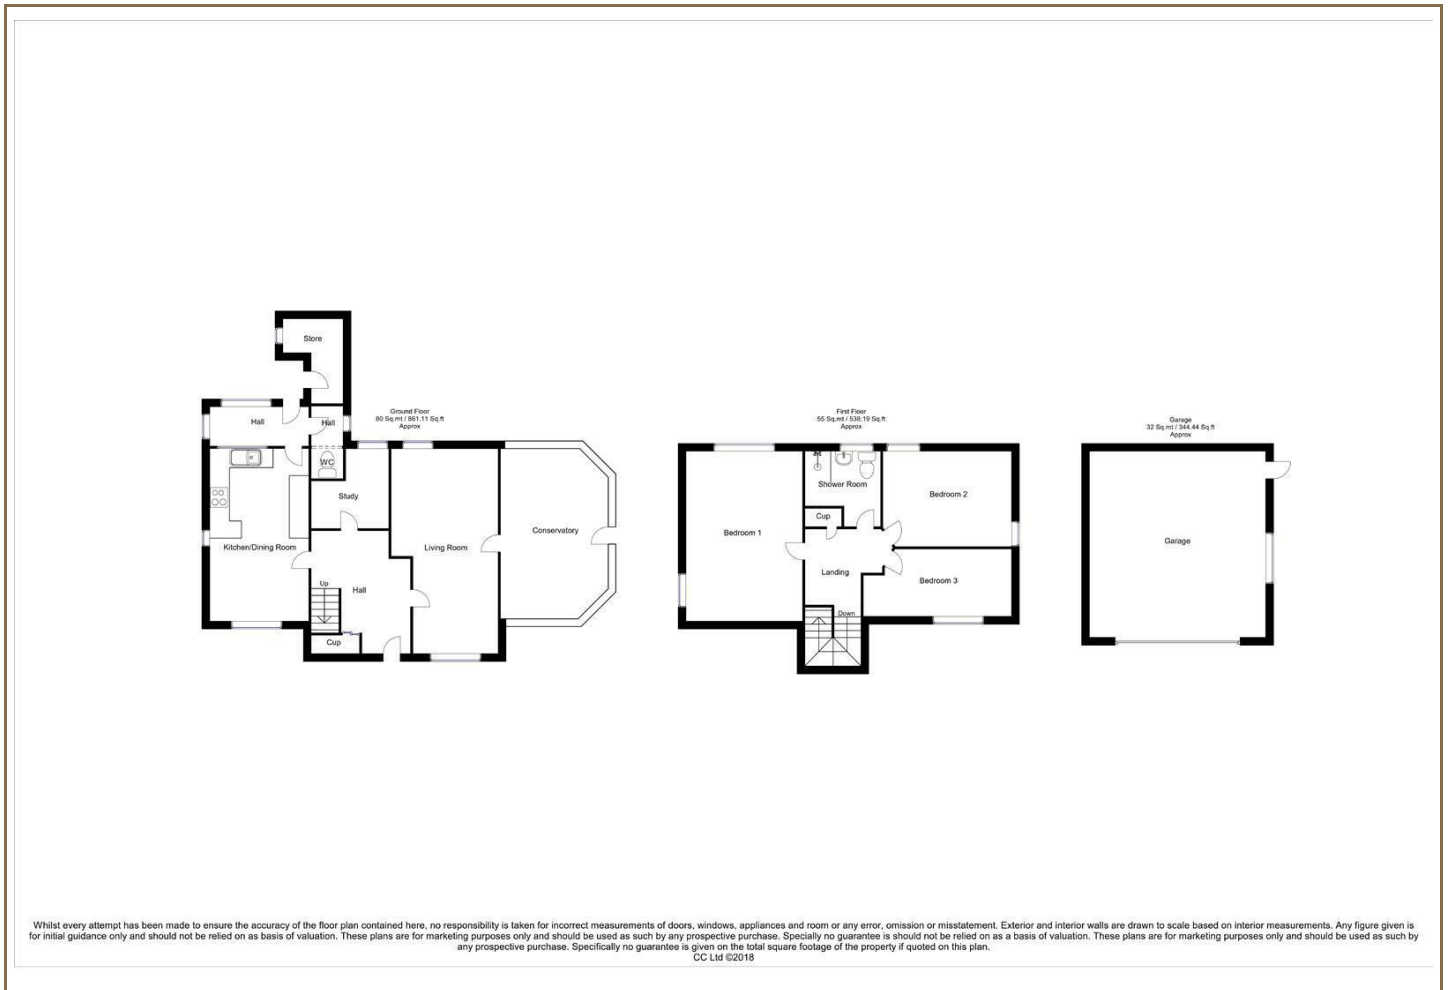 Store
Hall
Hall
Ground Floor
80 Sq.mt / 861.11 Sq.ft
Approx
WC
Study
Kitchen/Dining Room
Living Room
Conservatory
Up
Hall
Cup
First Floor
55 Sq.mt / 538.19 Sq.ft
Approx
Shower Room
Bedroom 2
Cup
Bedroom 1
Landing
Bedroom 3
Down
Garage
32 Sq.mt / 344.44 Sq.ft
Approx
Garage
Whilst every attempt has been made to ensure the accuracy of the floor plan contained here, no responsibility is taken for incorrect measurements of doors, windows, appliances and room or any error, omission or misstatement. Exterior and interior walls are drawn to scale based on interior measurements. Any figure given is
for initial guidance only and should not be relied on as basis of valuation. These plans are for marketing purposes only and should be used as such by any prospective purchase. Specially no guarantee is should not be relied on as a basis of valuation. These plans are for marketing purposes only and should be used as such by
any prospective purchase. Specifically no guarantee is given on the total square footage of the property if quoted on this plan.
CC Ltd ©2018